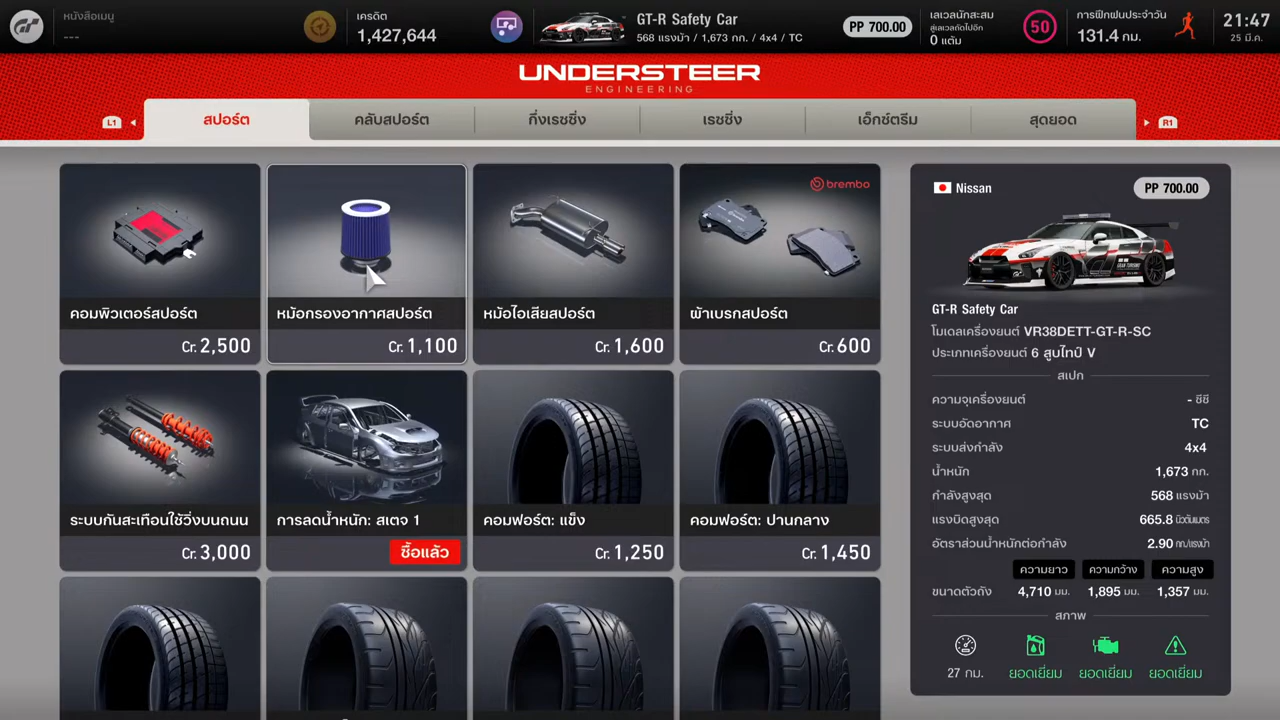 หนังสือเมนู
---
เครดิต
1,427,644
GT-R Safety Car
568 แรงม้า / 1,673 กก. / 4x4 / TC
PP 700.00
เลเวลนักสะสม
สู่เลเวลถัดไปอีก
0 แต้ม
50
การฝึกฝนประจำวัน
131.4 กม.
21:47
25 มี.ค.
UNDERSTEER
ENGINEERING
L1
สปอร์ต
คลับสปอร์ต
กึ่งเรซซิ่ง
เรซซิ่ง
เอ็กซ์ตรีม
สุดยอด
R1
brembo
คอมพิวเตอร์สปอร์ต
Cr. 2,500
หม้อกรองอากาศสปอร์ต
Cr. 1,100
หม้อไอเสียสปอร์ต
Cr. 1,600
ผ้าเบรกสปอร์ต
Cr. 600
ระบบกันสะเทือนใช้วิ่งบนถนน
Cr. 3,000
การลดน้ำหนัก: สเตจ 1
ซื้อแล้ว
คอมฟอร์ต: แข็ง
Cr. 1,250
คอมฟอร์ต: ปานกลาง
Cr. 1,450
Nissan
PP 700.00
GT-R Safety Car
โมเดลเครื่องยนต์ VR38DETT-GT-R-SC
ประเภทเครื่องยนต์ 6 สูบไทป์ V
สเปก
ความจุเครื่องยนต์ - ซีซี
ระบบอัดอากาศ TC
ระบบส่งกำลัง 4x4
น้ำหนัก 1,673 กก.
กำลังสูงสุด 568 แรงม้า
แรงบิดสูงสุด 665.8 นิวตันเมตร
อัตราส่วนน้ำหนักต่อกำลัง 2.90 กก/แรงม้า
ความยาว ความกว้าง ความสูง
ขนาดตัวถัง 4,710 มม. 1,895 มม. 1,357 มม.
สภาพ
27 กม. ยอดเยี่ยม ยอดเยี่ยม ยอดเยี่ยม